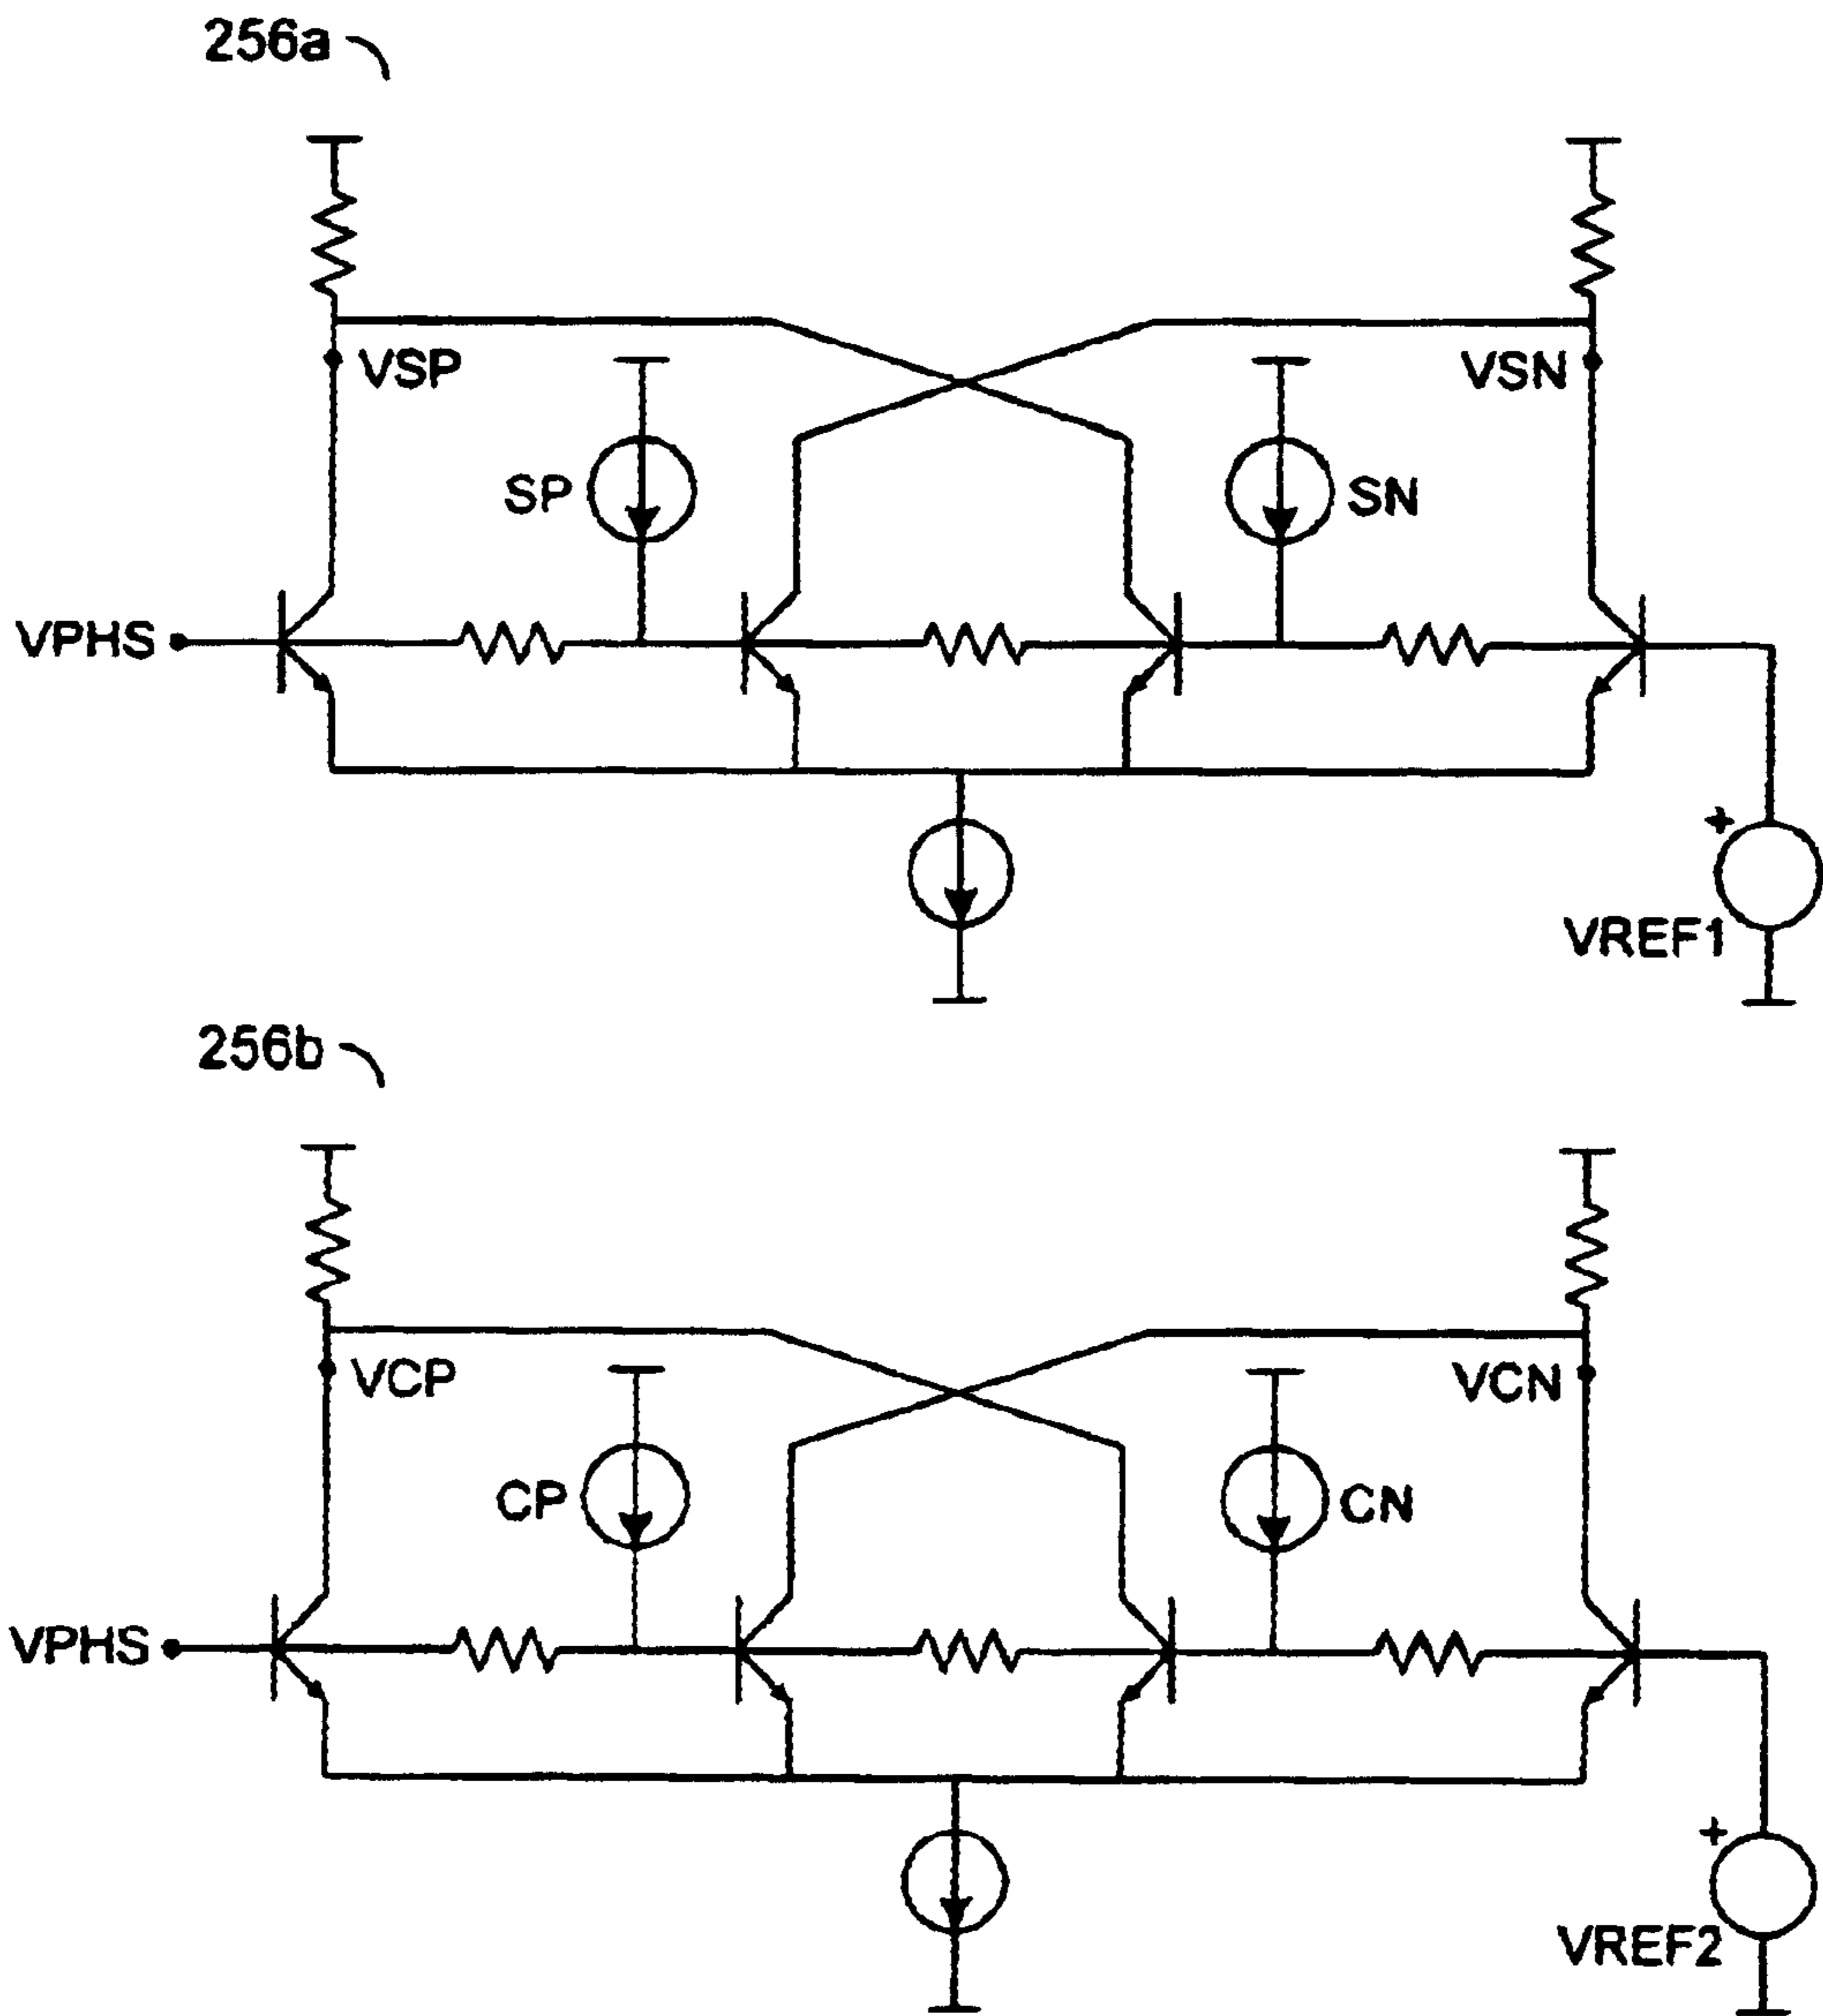 256a
VSP
VSN
SP
SN
VPHS
+
VREF1
256b
VCP
VCN
CP
CN
VPHS
+
VREF2